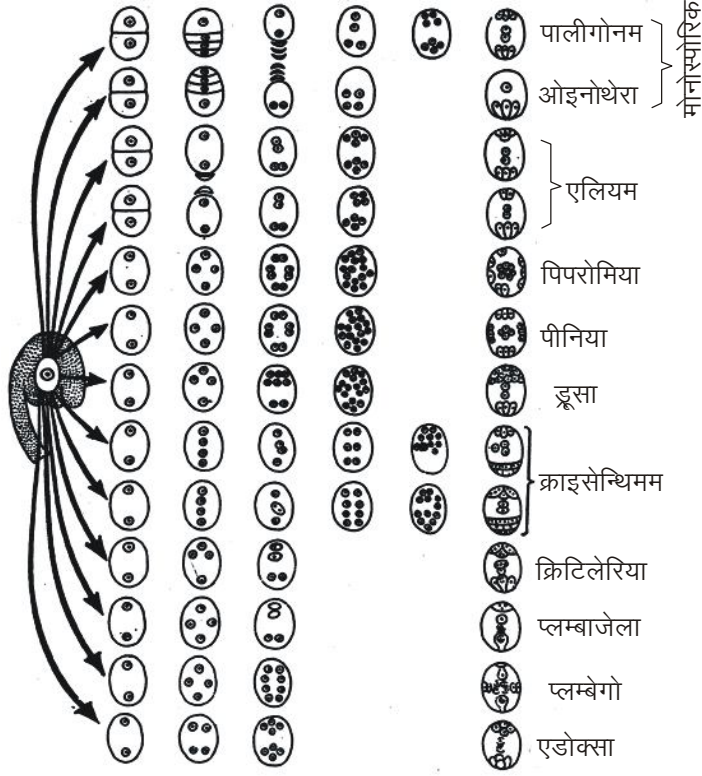 पालीगोनम
ओइनोथेरा
मोनोस्पोरिक
एलियम
पिपरोमिया
पीनिया
ड्रूसा
क्राइसेन्थिमम
क्रिटिलेरिया
प्लम्बाजेला
प्लम्बेगो
एडोक्सा